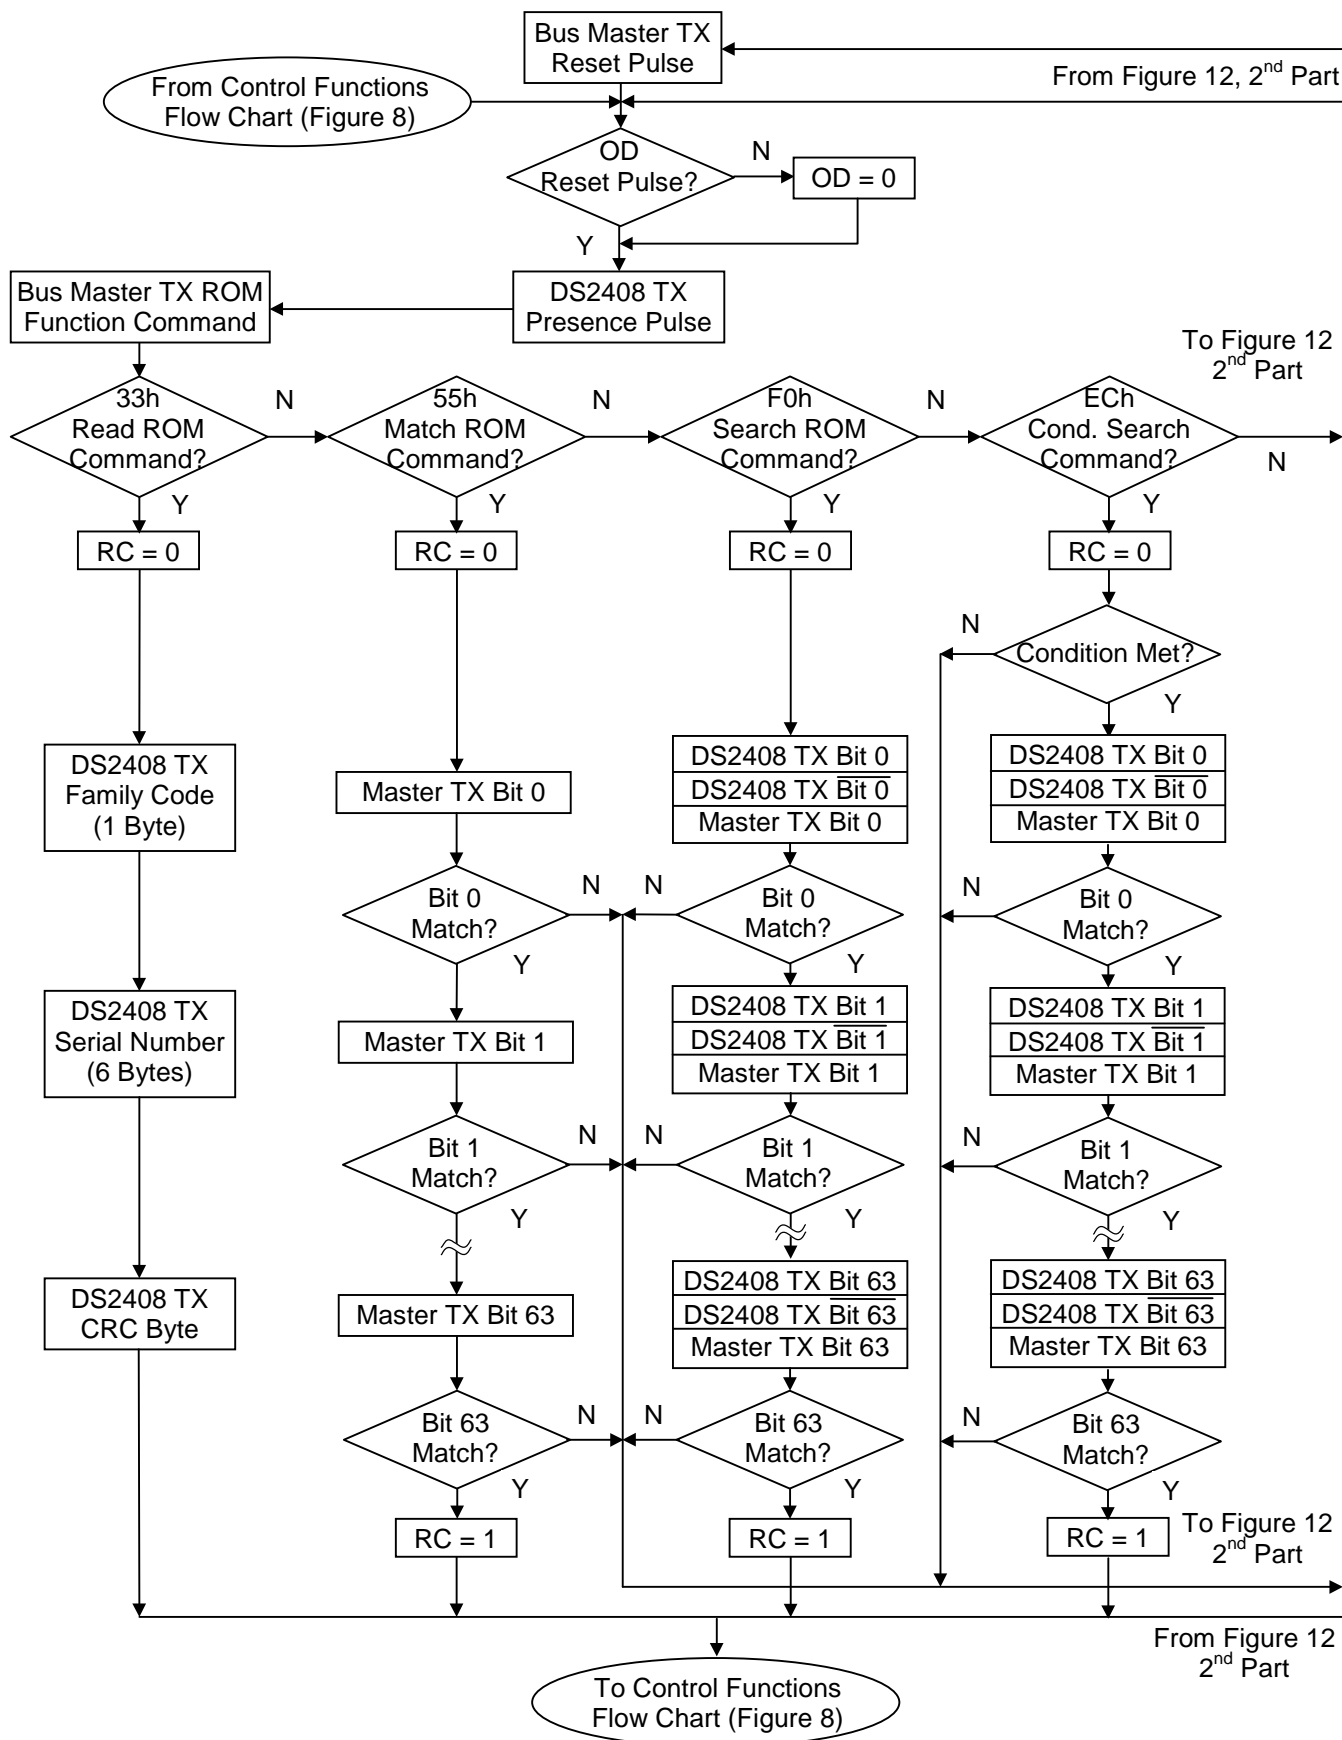 Bus Master TX
Reset Pulse
From Figure 12, 2nd Part
From Control Functions
Flow Chart (Figure 8)
OD
Reset Pulse?
N
OD = 0
Y
Bus Master TX ROM
Function Command
DS2408 TX
Presence Pulse
To Figure 12
2nd Part
33h
Read ROM
Command?
N
55h
Match ROM
Command?
N
F0h
Search ROM
Command?
N
ECh
Cond. Search
Command?
N
Y
Y
Y
Y
RC = 0
RC = 0
RC = 0
RC = 0
N
Condition Met?
Y
DS2408 TX
Family Code
(1 Byte)
Master TX Bit 0
DS2408 TX Bit 0
DS2408 TX Bit 0
Master TX Bit 0
DS2408 TX Bit 0
DS2408 TX Bit 0
Master TX Bit 0
Bit 0
Match?
N
N
Bit 0
Match?
N
Bit 0
Match?
Y
Y
Y
DS2408 TX
Serial Number
(6 Bytes)
Master TX Bit 1
DS2408 TX Bit 1
DS2408 TX Bit 1
Master TX Bit 1
DS2408 TX Bit 1
DS2408 TX Bit 1
Master TX Bit 1
Bit 1
Match?
N
N
Bit 1
Match?
N
Bit 1
Match?
Y
Y
Y
DS2408 TX
CRC Byte
Master TX Bit 63
DS2408 TX Bit 63
DS2408 TX Bit 63
Master TX Bit 63
DS2408 TX Bit 63
DS2408 TX Bit 63
Master TX Bit 63
Bit 63
Match?
N
N
Bit 63
Match?
N
Bit 63
Match?
Y
Y
Y
RC = 1
RC = 1
RC = 1
To Figure 12
2nd Part
From Figure 12
2nd Part
To Control Functions
Flow Chart (Figure 8)